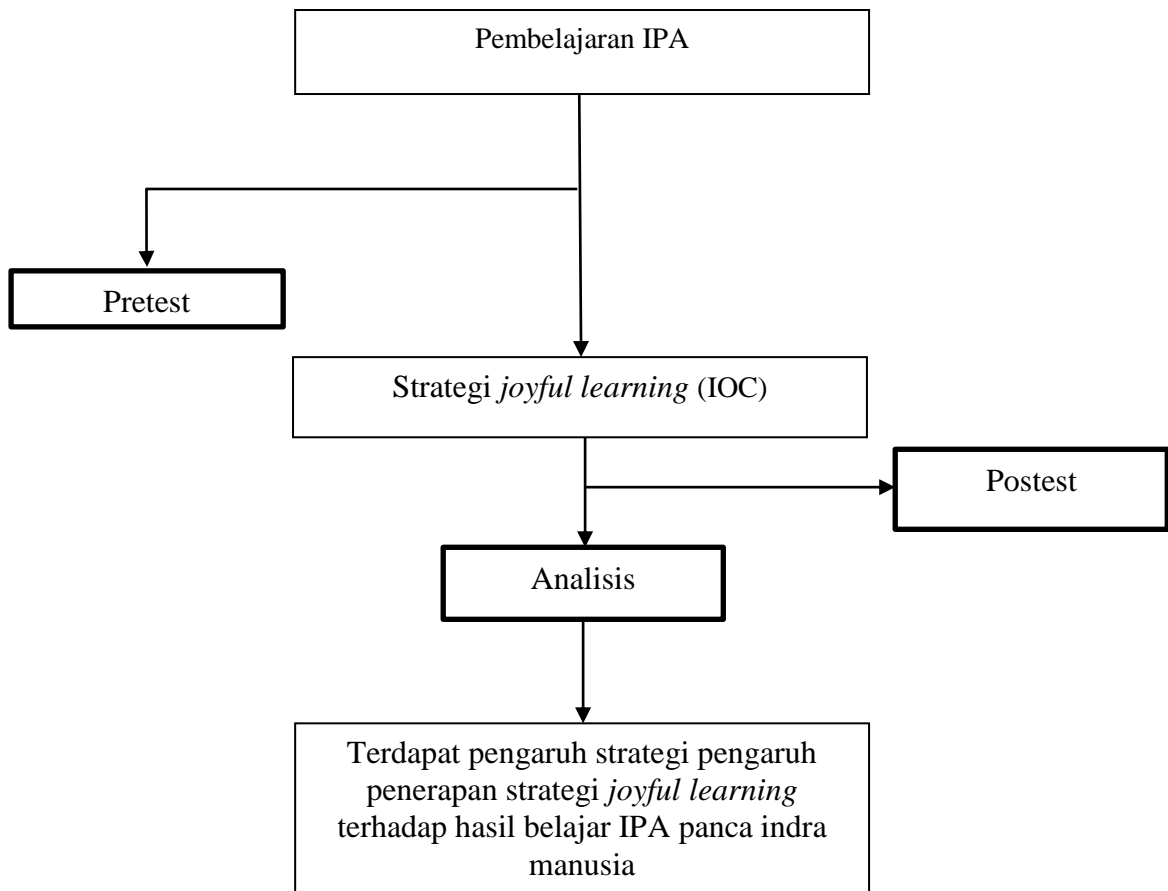 Pembelajaran IPA
Pretest
Strategi joyful learning (IOC)
Postest
Analisis
Terdapat pengaruh strategi pengaruh
penerapan strategi joyful learning
terhadap hasil belajar IPA panca indra
manusia